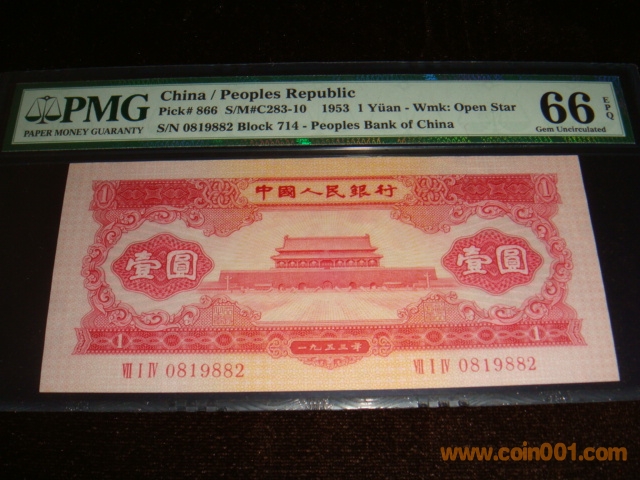 PMG
PAPER MONEY GUARANTY
China / Peoples Republic
Pick# 866 S/M#C283-10 1953 1 Yüan - Wmk: Open Star
S/N 0819882 Block 714 - Peoples Bank of China
66 EPQ
Gem Uncirculated
中國人民銀行
1 1
壹圓 壹圓
1 一九五三年 1
VII I IV 0819882 VII I IV 0819882
www.coin001.com